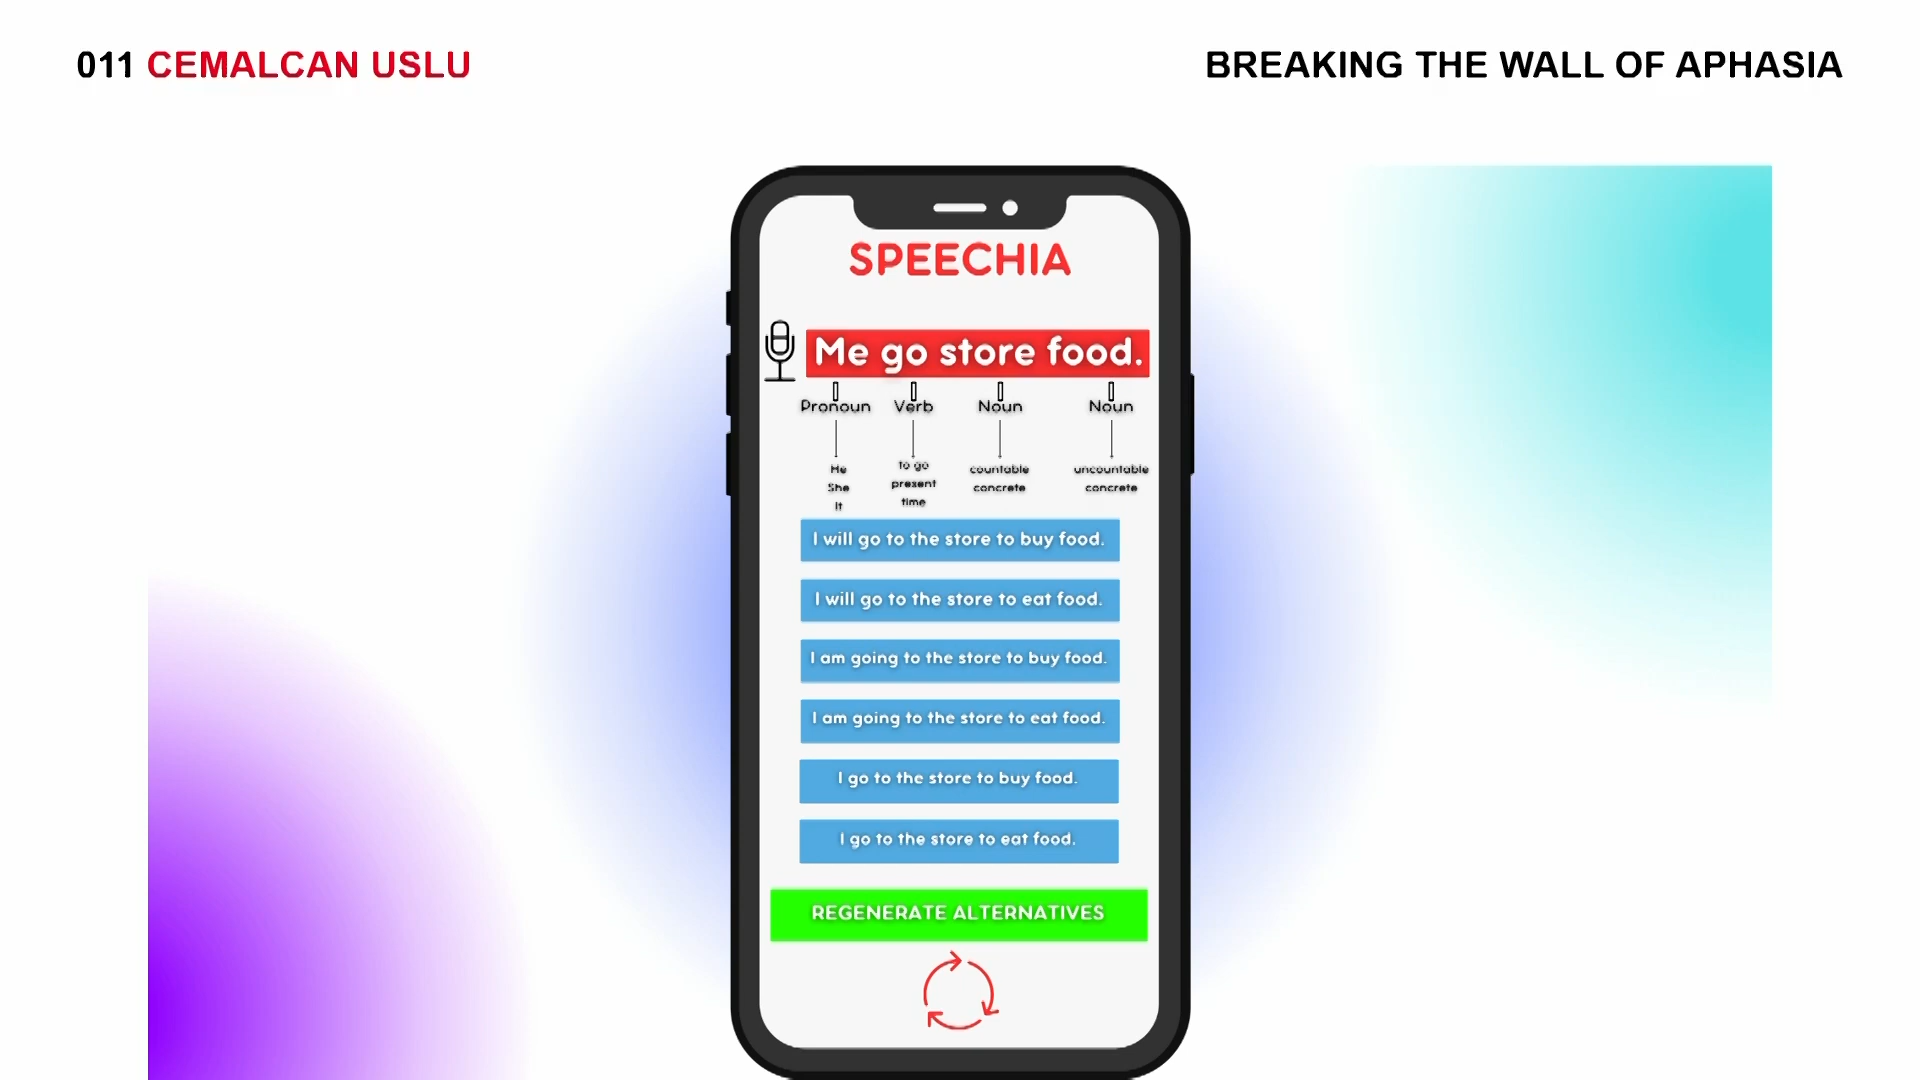 011 CEMALCAN USLU
BREAKING THE WALL OF APHASIA
SPEECHIA
Me go store food.
Pronoun Verb Noun Noun
Me to go countable uncountable
She present concrete concrete
It time
I will go to the store to buy food.
I will go to the store to eat food.
I am going to the store to buy food.
I am going to the store to eat food.
I go to the store to buy food.
I go to the store to eat food.
REGENERATE ALTERNATIVES